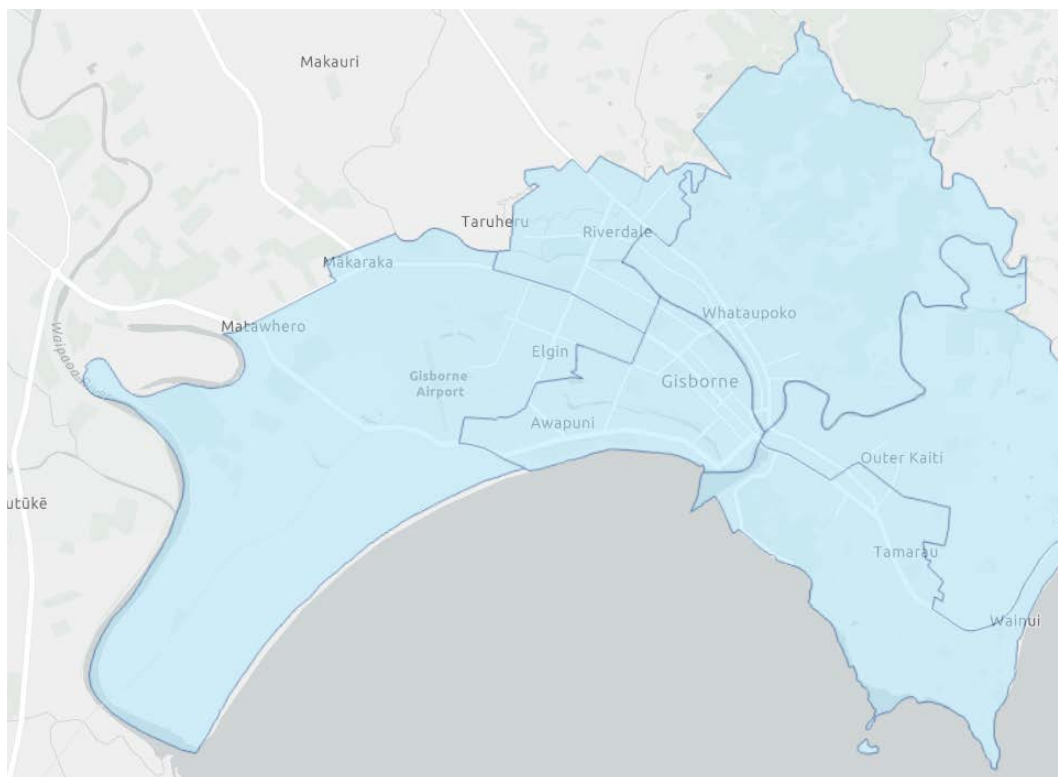 Makauri
Taruheru
Riverdale
Makaraka
Whataupoko
Matawhero
Elgin
Gisborne
Airport
Gisborne
Awapuni
Outer Kaiti
utūkē
Tamarau
Wainui